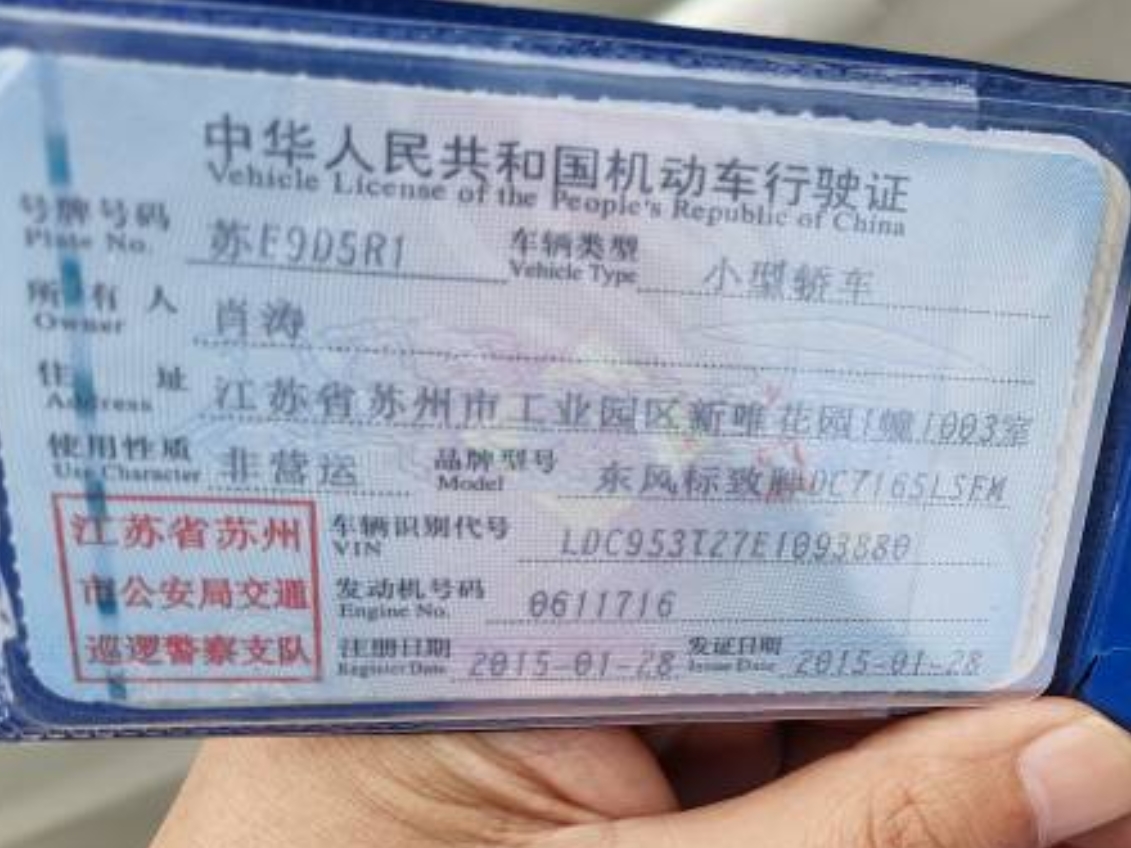 中华人民共和国机动车行驶证
Vehicle License of the People's Republic of China
号牌号码 苏E9D5R1 车辆类型 小型轿车
Plate No. Vehicle Type
所有人 肖涛
Owner
住址 江苏省苏州市工业园区新唯花园1幢1003室
Address
使用性质 非营运 品牌型号 东风标致牌DC7165LSFM
Use Character Model
江苏省苏州
市公安局交通
巡逻警察支队
车辆识别代号 LDC953T27E1093880
VIN
发动机号码 0611716
Engine No.
注册日期 2015-01-28 发证日期 2015-01-28
Register Date Issue Date